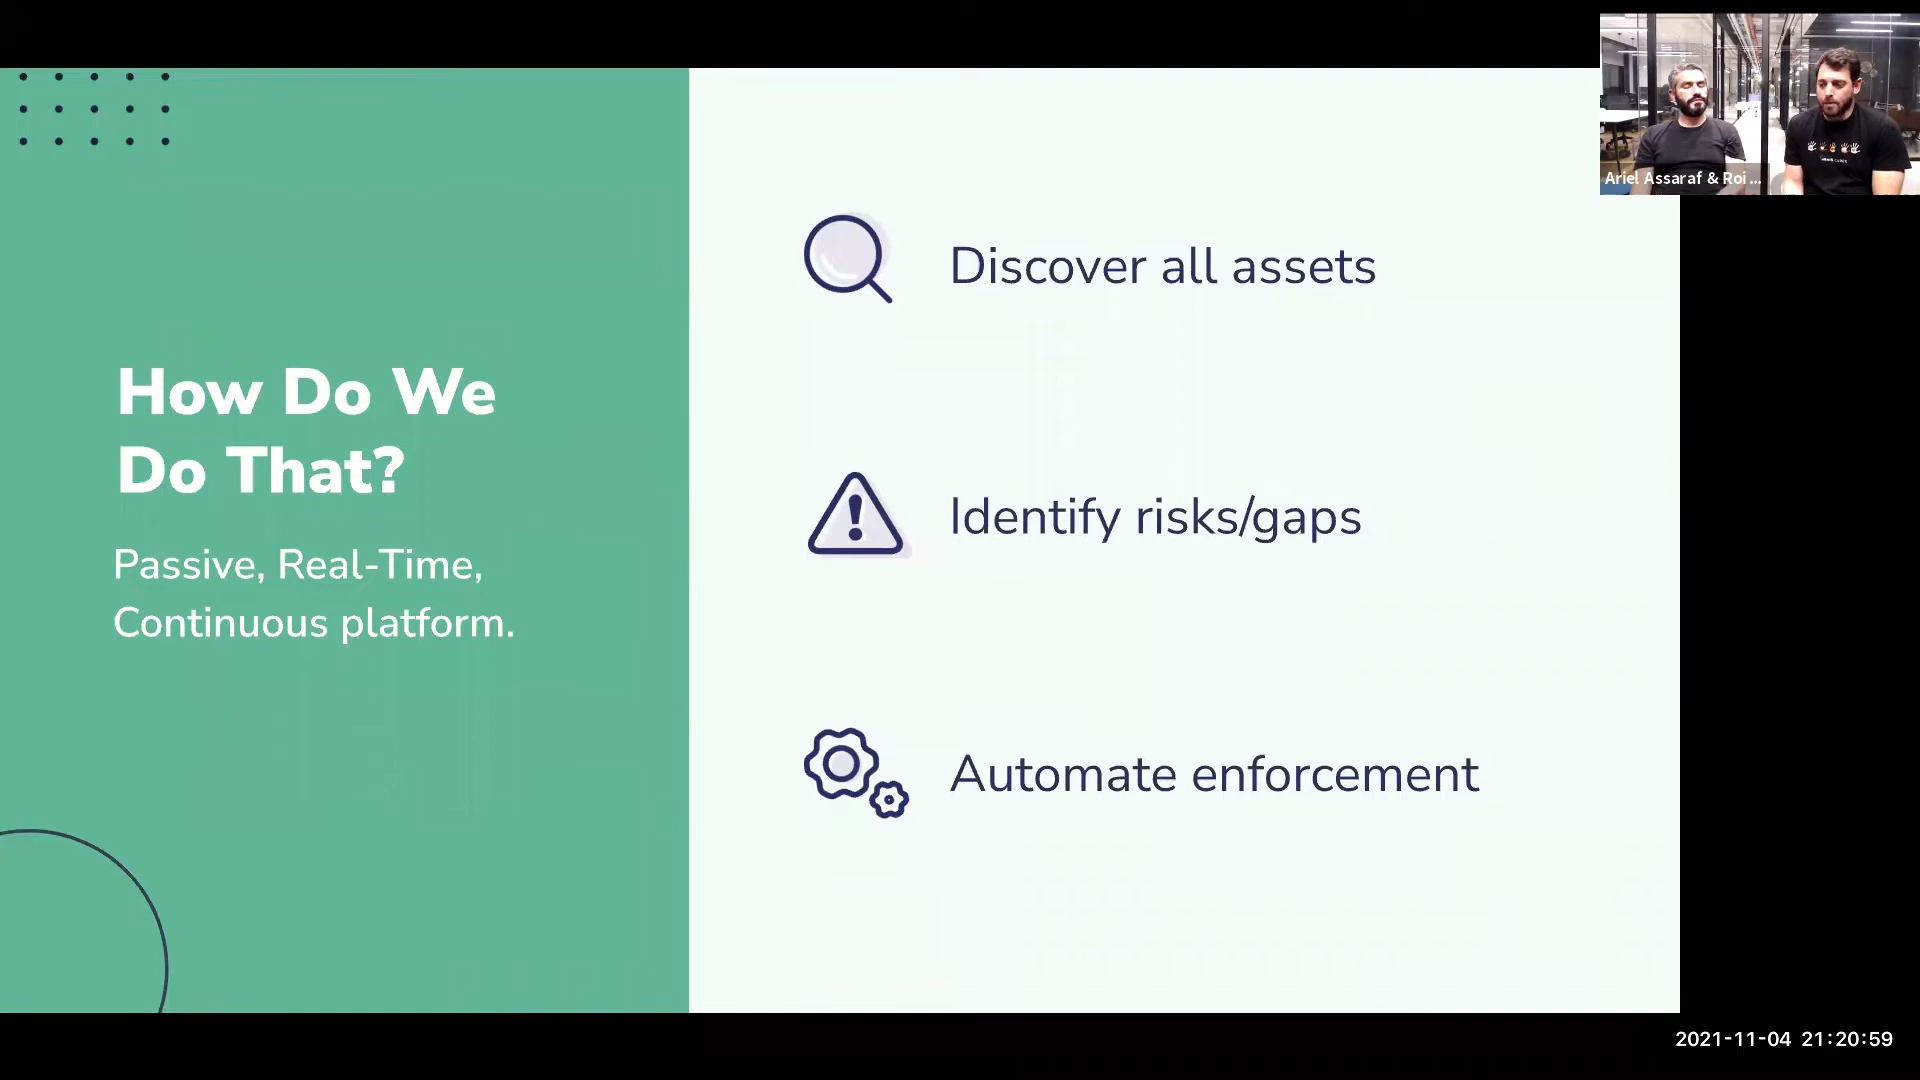 How Do We
Do That?
Passive, Real-Time,
Continuous platform.
Discover all assets
Identify risks/gaps
Automate enforcement
Ariel Assaraf & Roi ...
2021-11-04 21:20:59